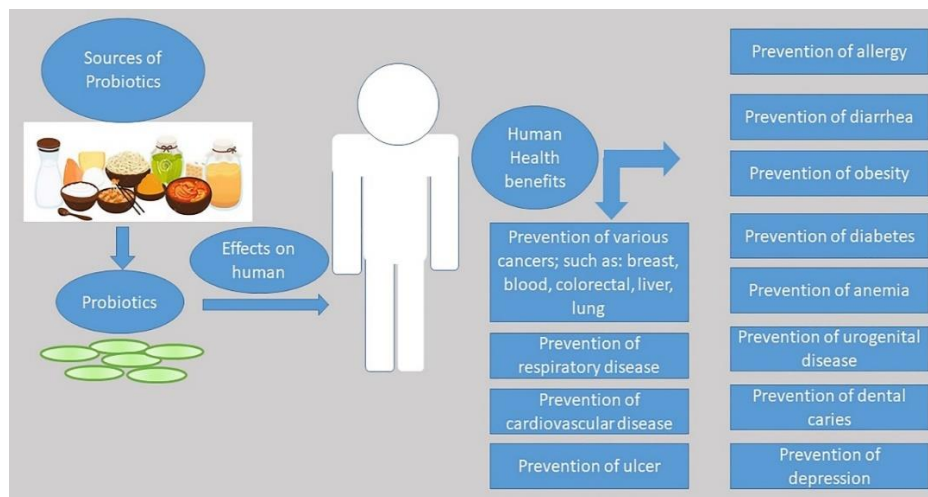 Sources of
Probiotics
Probiotics
Effects on
human
Human
Health
benefits
Prevention of various
cancers; such as: breast,
blood, colorectal, liver,
lung
Prevention of
respiratory disease
Prevention of
cardiovascular disease
Prevention of ulcer
Prevention of allergy
Prevention of diarrhea
Prevention of obesity
Prevention of diabetes
Prevention of anemia
Prevention of urogenital
disease
Prevention of dental
caries
Prevention of
depression